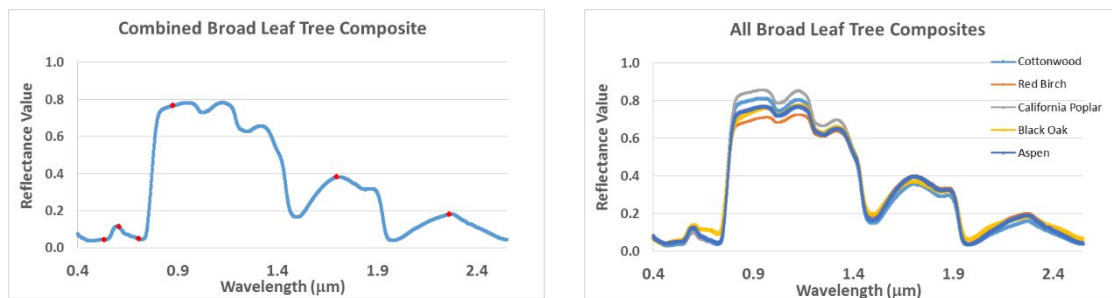 Combined Broad Leaf Tree Composite
Reflectance Value
1.0
0.8
0.6
0.4
0.2
0.0
0.4 0.9 1.4 1.9 2.4
Wavelength (μm)
All Broad Leaf Tree Composites
Reflectance Value
1.0
0.8
0.6
0.4
0.2
0.0
0.4 0.9 1.4 1.9 2.4
Wavelength (μm)
Cottonwood
Red Birch
California Poplar
Black Oak
Aspen